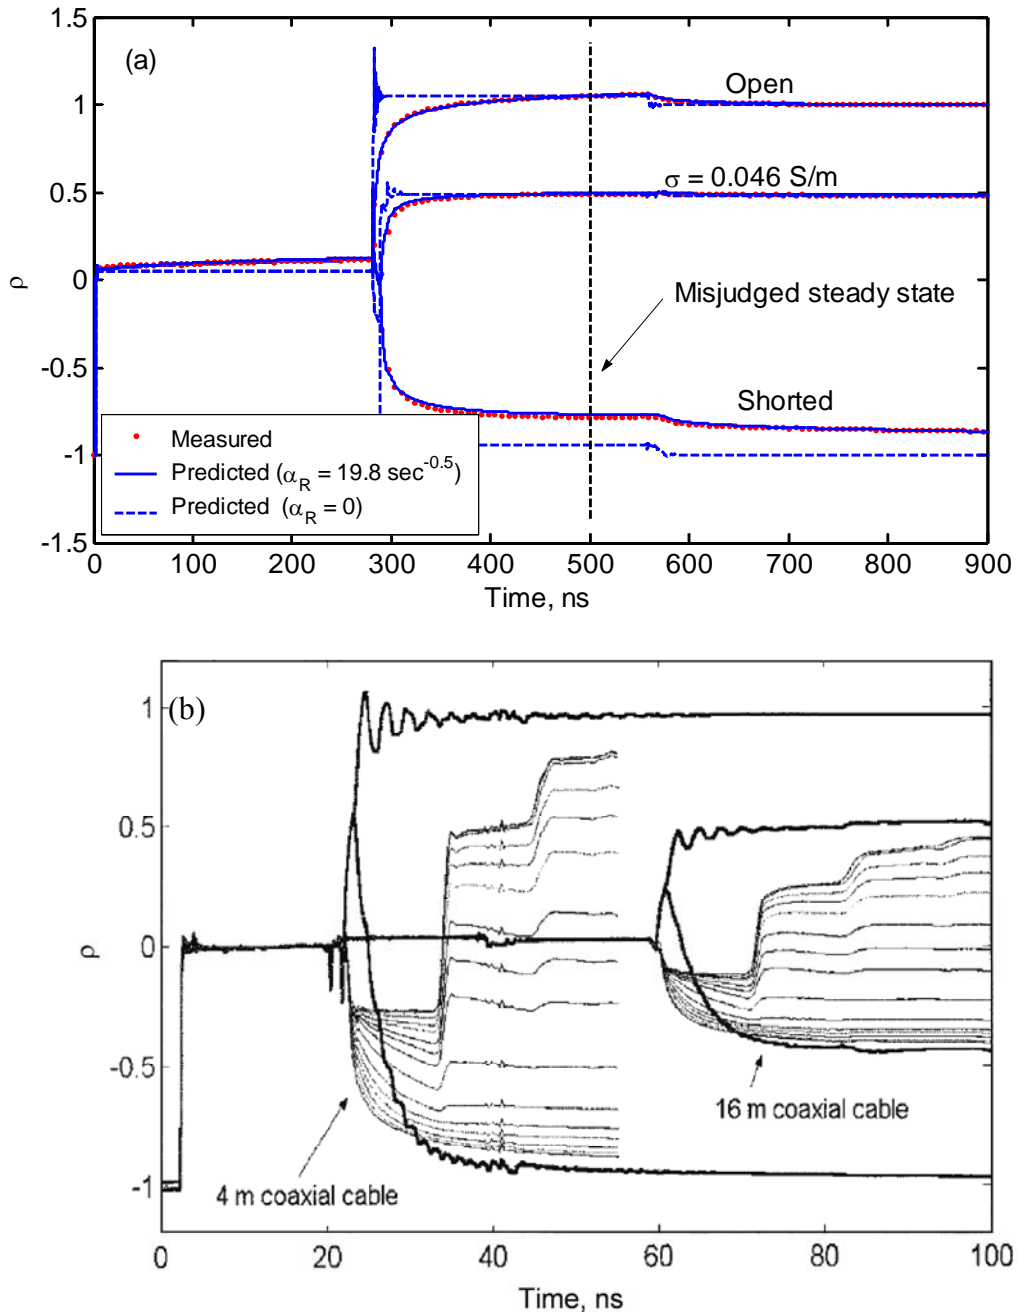 1.5
(a)
1
Open
0.5
σ = 0.046 S/m
0
ρ
Misjudged steady state
-0.5
Shorted
Measured
-1
Predicted (α_R = 19.8 sec^-0.5)
Predicted (α_R = 0)
-1.5
0 100 200 300 400 500 600 700 800 900
Time, ns
(b)
1
0.5
0
ρ
-0.5
16 m coaxial cable
-1
4 m coaxial cable
0 20 40 60 80 100
Time, ns